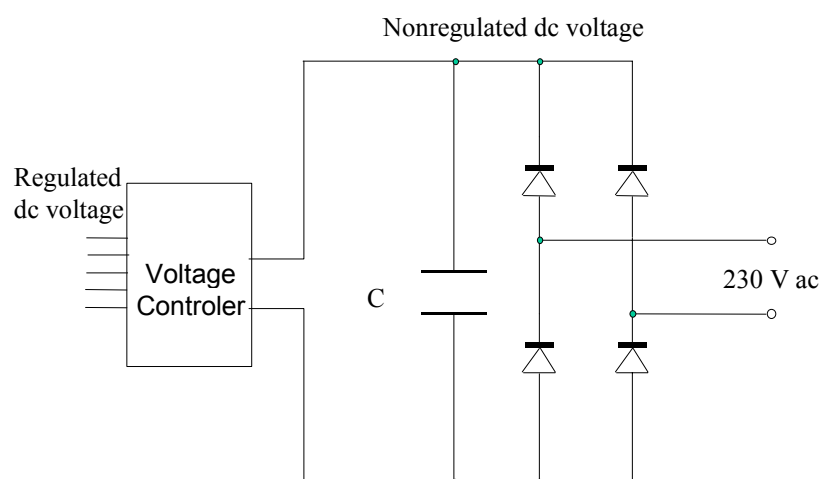 Nonregulated dc voltage
Regulated
dc voltage
Voltage
Controler
C
230 V ac